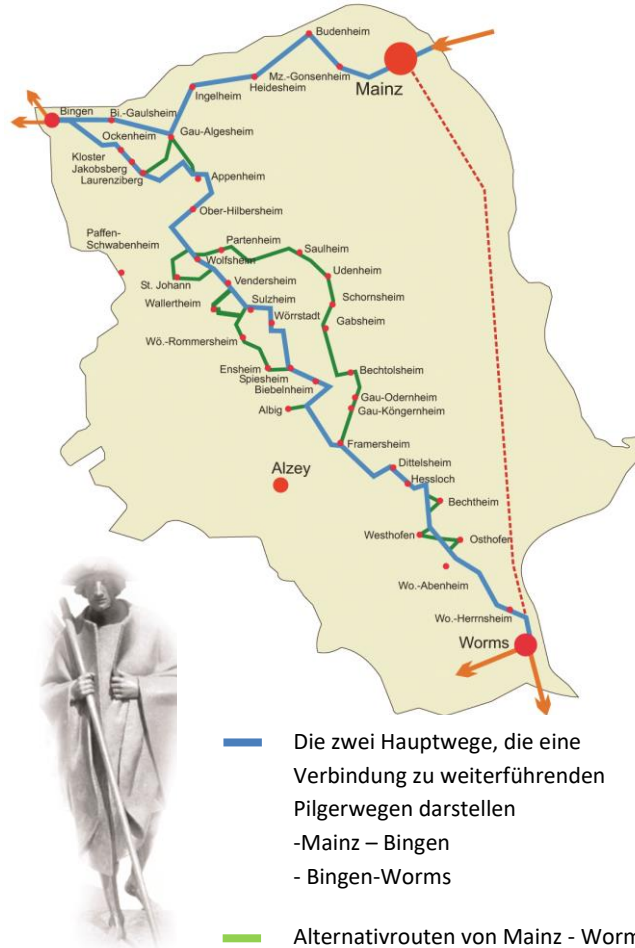 Budenheim
Mz.-Gonsenheim
Mainz
Heidesheim
Ingelheim
Bingen
Bi.-Gaulsheim
Ockenheim
Gau-Algesheim
Kloster
Jakobsberg
Laurenziberg
Appenheim
Ober-Hilbersheim
Paffen-
Schwabenheim
Partenheim
Saulheim
Wolfsheim
Udenheim
St. Johann
Vendersheim
Wallertheim
Sulzheim
Schornsheim
Wörrstadt
Gabsheim
Wö.-Rommersheim
Ensheim
Spiesheim
Bechtolsheim
Biebelnheim
Gau-Odernheim
Albig
Gau-Köngernheim
Framersheim
Dittelsheim
Alzey
Hessloch
Bechtheim
Westhofen
Osthofen
Wo.-Abenheim
Wo.-Herrnsheim
Worms
Die zwei Hauptwege, die eine
Verbindung zu weiterführenden
Pilgerwegen darstellen
-Mainz – Bingen
- Bingen-Worms
Alternativrouten von Mainz - Worm